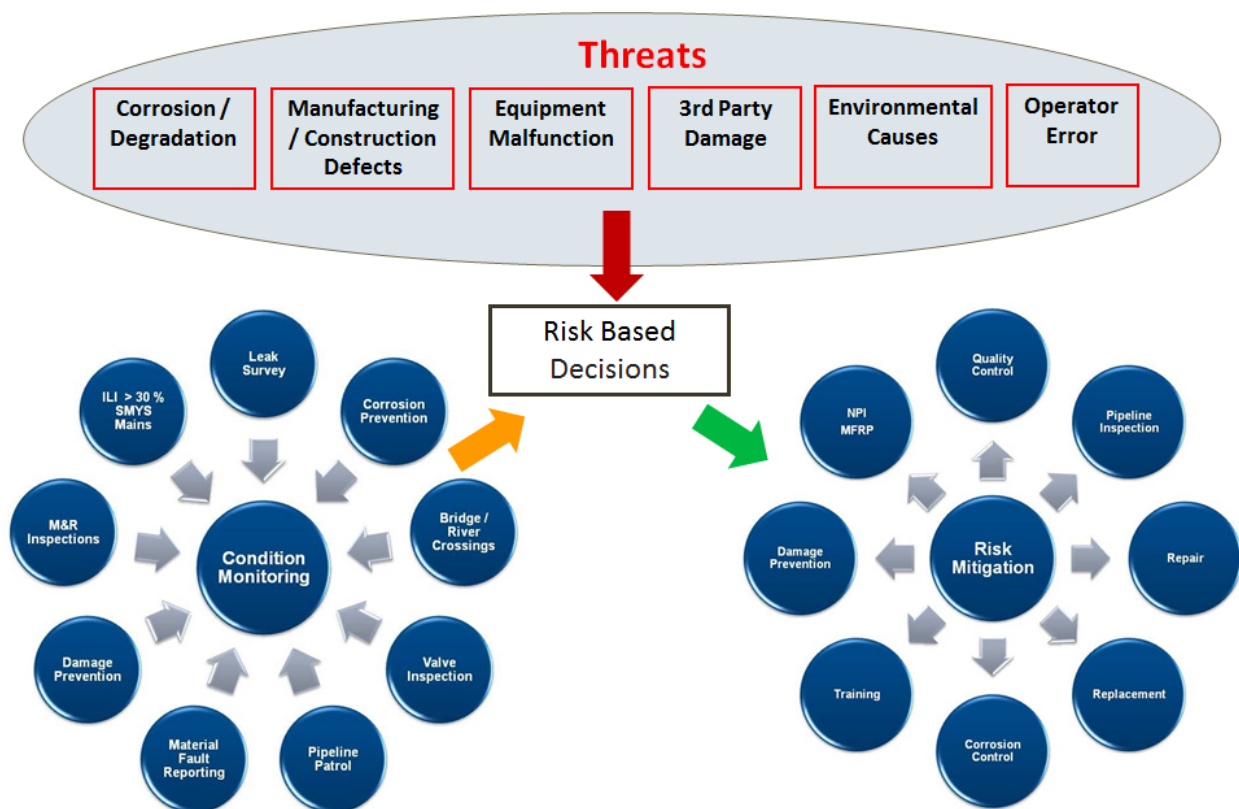 Threats
Corrosion /
Degradation
Manufacturing
/ Construction
Defects
Equipment
Malfunction
3rd Party
Damage
Environmental
Causes
Operator
Error
Risk Based
Decisions
Leak
Survey
ILI > 30 %
SMYS
Mains
Corrosion
Prevention
M&R
Inspections
Bridge /
River
Crossings
Condition
Monitoring
Damage
Prevention
Valve
Inspection
Material
Fault
Reporting
Pipeline
Patrol
Quality
Control
NPI
MFRP
Pipeline
Inspection
Damage
Prevention
Risk
Mitigation
Repair
Training
Replacement
Corrosion
Control